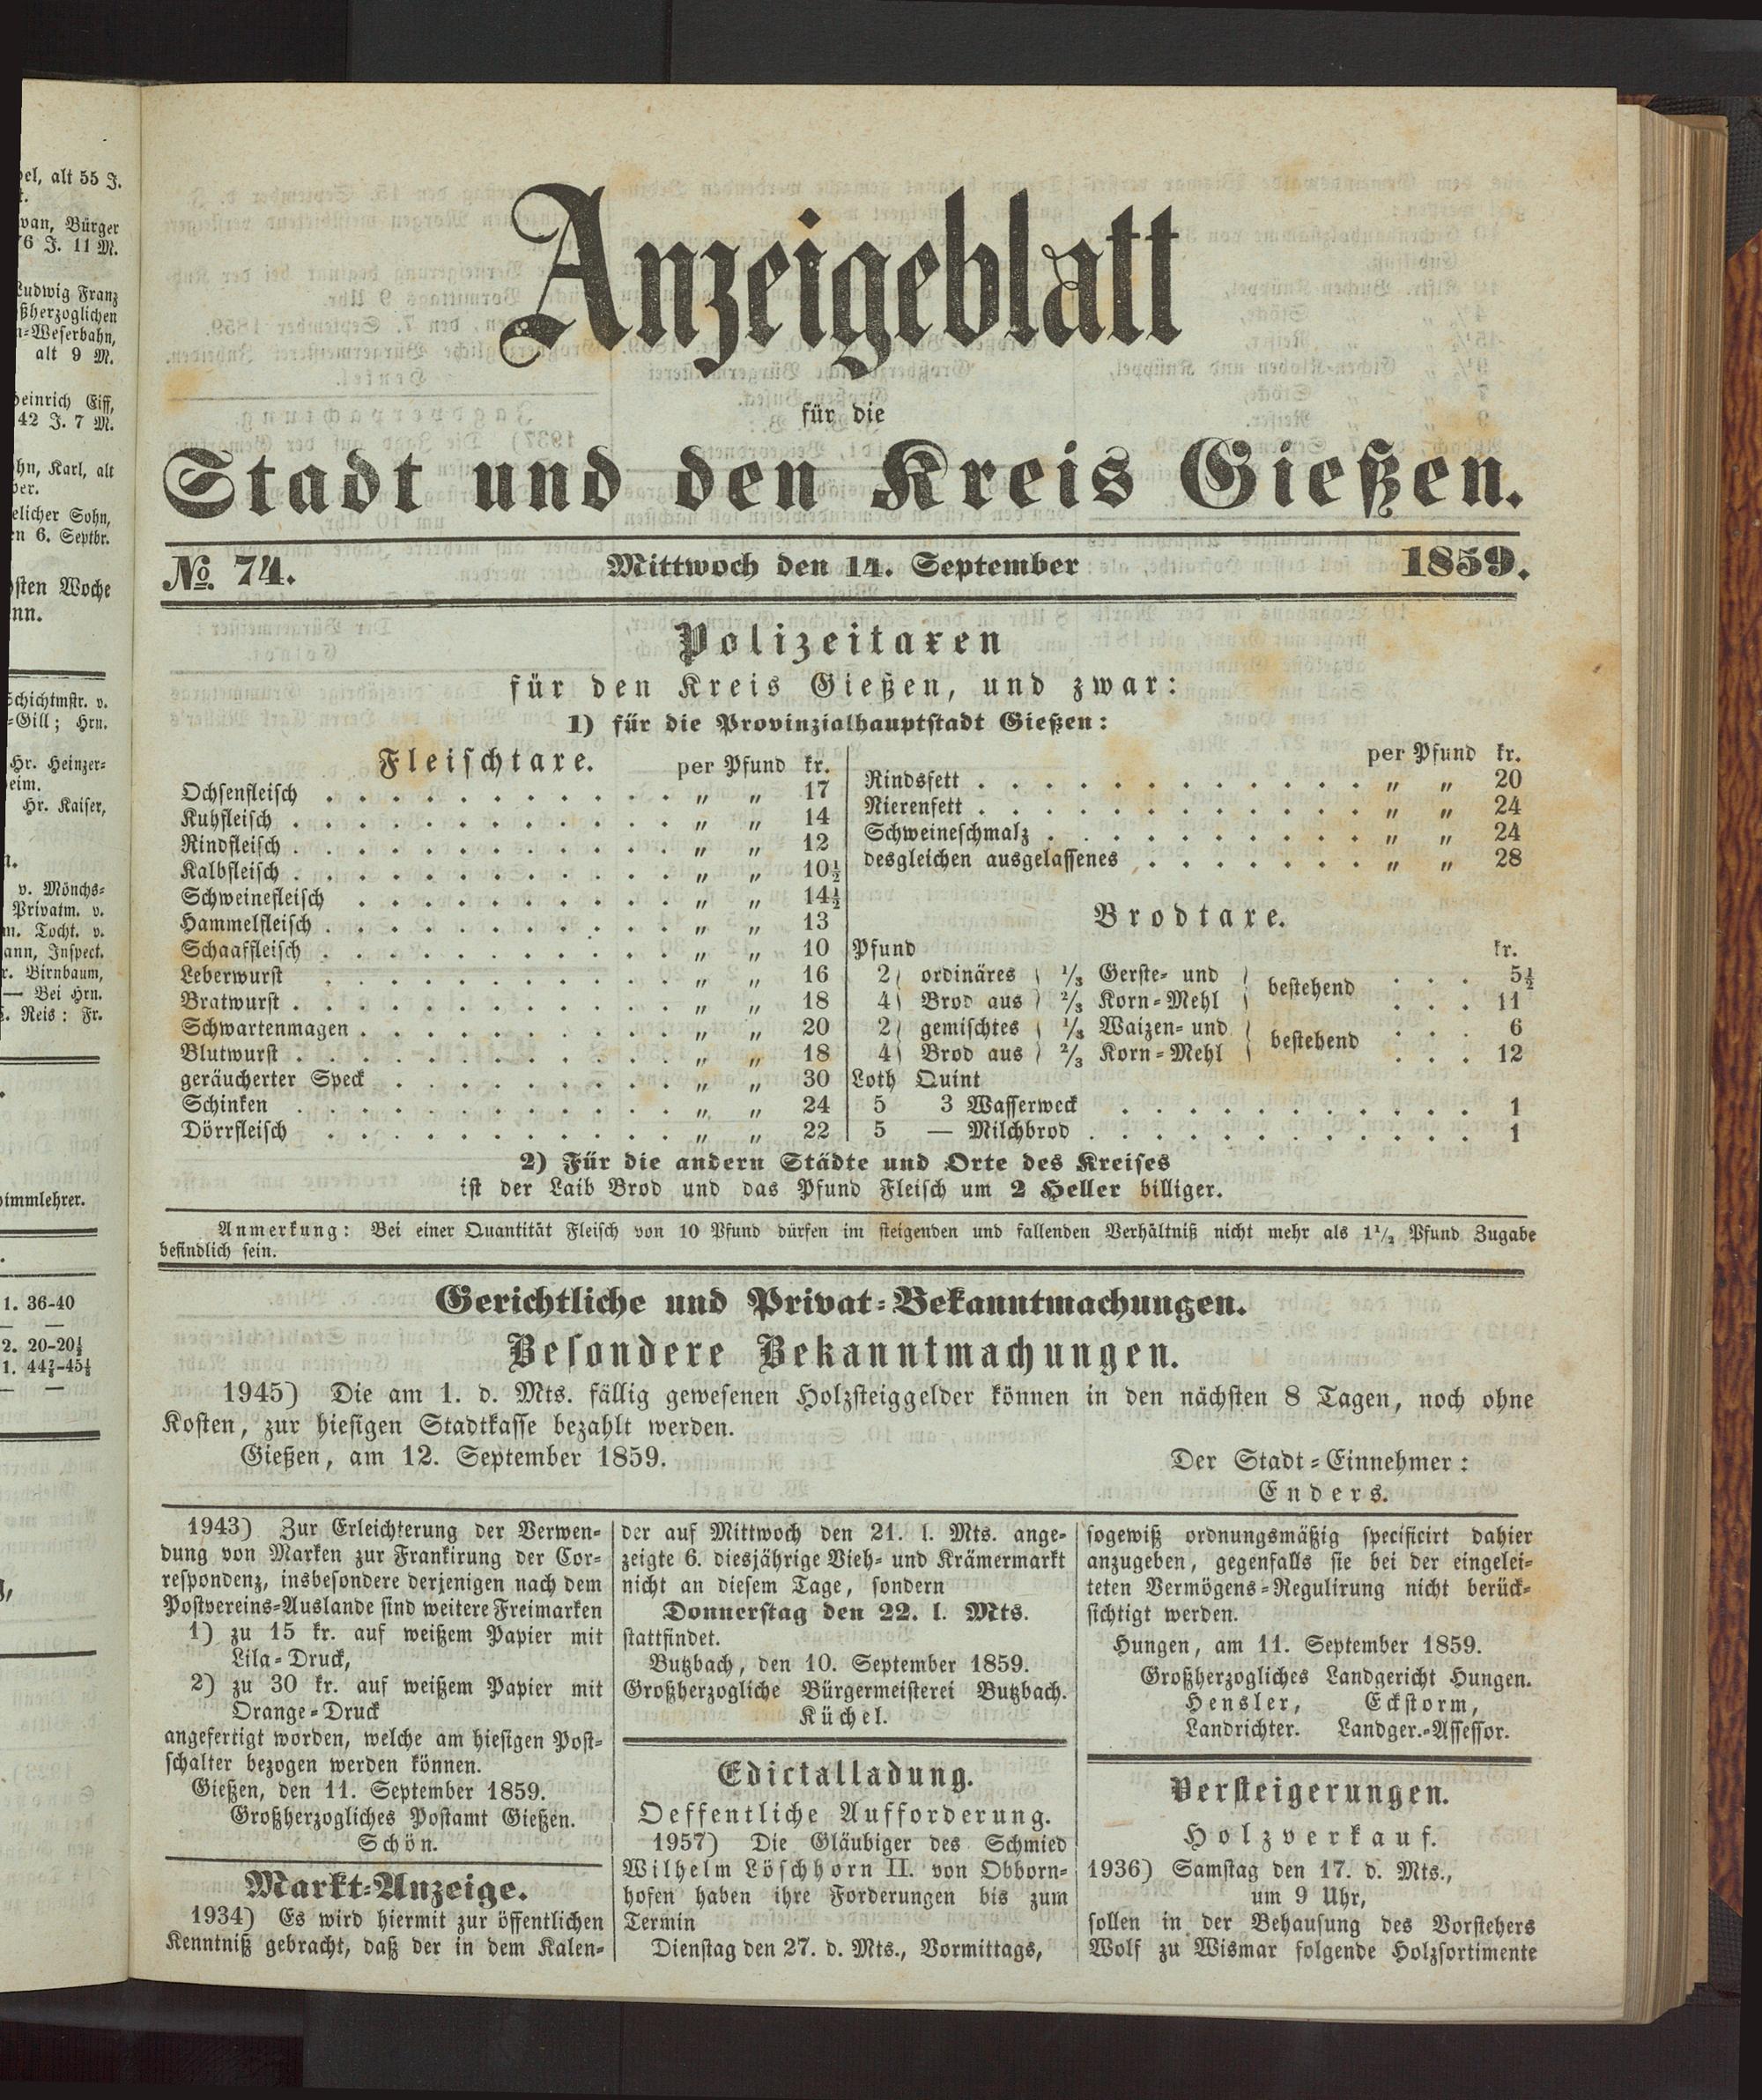 Anzeigeblatt
für die
Stadt und den Kreis Gießen.
No. 74. Mittwoch den 14. September 1859.
Polizeitaxen
für den Kreis Gießen, und zwar:
1) für die Provinzialhauptstadt Gießen:
Fleischtaxe. per Pfund kr.
Ochsenfleisch . . . . . . . . . . . " " 17
Kuhfleisch . . . . . . . . . . . . " " 14
Rindfleisch . . . . . . . . . . . . " " 12
Kalbfleisch . . . . . . . . . . . . " " 10½
Schweinefleisch . . . . . . . . . . " " 14½
Hammelfleisch . . . . . . . . . . . " " 13
Schaaffleisch . . . . . . . . . . . " " 10
Leberwurst . . . . . . . . . . . " " 16
Bratwurst . . . . . . . . . . . . " " 18
Schwartenmagen . . . . . . . . . . " " 20
Blutwurst . . . . . . . . . . . . " " 18
geräucherter Speck . . . . . . . . . " " 30
Schinken . . . . . . . . . . . . " " 24
Dörrfleisch . . . . . . . . . . . " " 22
per Pfund kr.
Rindsfett . . . . . . . . . . . . " " 20
Nierenfett . . . . . . . . . . . . " " 24
Schweineschmalz . . . . . . . . . . " " 24
desgleichen ausgelassenes . . . . . . . " " 28
Brodtaxe.
Pfund kr.
2) ordinäres ( 1/3 Gerste- und ) bestehend . . . 5½
4) Brod aus ) 2/3 Korn-Mehl ) . . . 11
2) gemischtes ( 1/3 Waizen- und ) bestehend . . . 6
4) Brod aus ) 2/3 Korn-Mehl ) . . . 12
Loth Quint
5 3 Wasserweck . . . . . . . . . . . 1
5 — Milchbrod . . . . . . . . . . . . 1
2) Für die andern Städte und Orte des Kreises
ist der Laib Brod und das Pfund Fleisch um 2 Heller billiger.
Anmerkung: Bei einer Quantität Fleisch von 10 Pfund dürfen im steigenden und fallenden Verhältniß nicht mehr als 1½ Pfund Zugabe
befindlich sein.
Gerichtliche und Privat-Bekanntmachungen.
Besondere Bekanntmachungen.
1945) Die am 1. d. Mts. fällig gewesenen Holzsteiggelder können in den nächsten 8 Tagen, noch ohne
Kosten, zur hiesigen Stadtkasse bezahlt werden.
Gießen, am 12. September 1859. Der Stadt-Einnehmer:
Enders.
1943) Zur Erleichterung der Verwen-
dung von Marken zur Frankirung der Cor-
respondenz, insbesondere derjenigen nach dem
Postvereins-Auslande sind weitere Freimarken
1) zu 15 kr. auf weißem Papier mit
Lila-Druck,
2) zu 30 kr. auf weißem Papier mit
Orange-Druck
angefertigt worden, welche am hiesigen Post-
schalter bezogen werden können.
Gießen, den 11. September 1859.
Großherzogliches Postamt Gießen.
Schön.
Markt-Anzeige.
1934) Es wird hiermit zur öffentlichen
Kenntniß gebracht, daß der in dem Kalen-
der auf Mittwoch den 21. l. Mts. ange-
zeigte 6. diesjährige Vieh- und Krämermarkt
nicht an diesem Tage, sondern
Donnerstag den 22. l. Mts.
stattfindet.
Butzbach, den 10. September 1859.
Großherzogliche Bürgermeisterei Butzbach.
Küchel.
Edictalladung.
Oeffentliche Aufforderung.
1957) Die Gläubiger des Schmied
Wilhelm Löschhorn II. von Obborn-
hofen haben ihre Forderungen bis zum
Termin
Dienstag den 27. d. Mts., Vormittags,
sogewiß ordnungsmäßig specificirt dahier
anzugeben, gegenfalls sie bei der eingelei-
teten Vermögens-Regulirung nicht berück-
sichtigt werden.
Hungen, am 11. September 1859.
Großherzogliches Landgericht Hungen.
Hensler, Eckstorm,
Landrichter. Landger.-Assessor.
Versteigerungen.
Holzverkauf.
1936) Samstag den 17. d. Mts.,
um 9 Uhr,
sollen in der Behausung des Vorstehers
Wolf zu Wismar folgende Holzsortimente